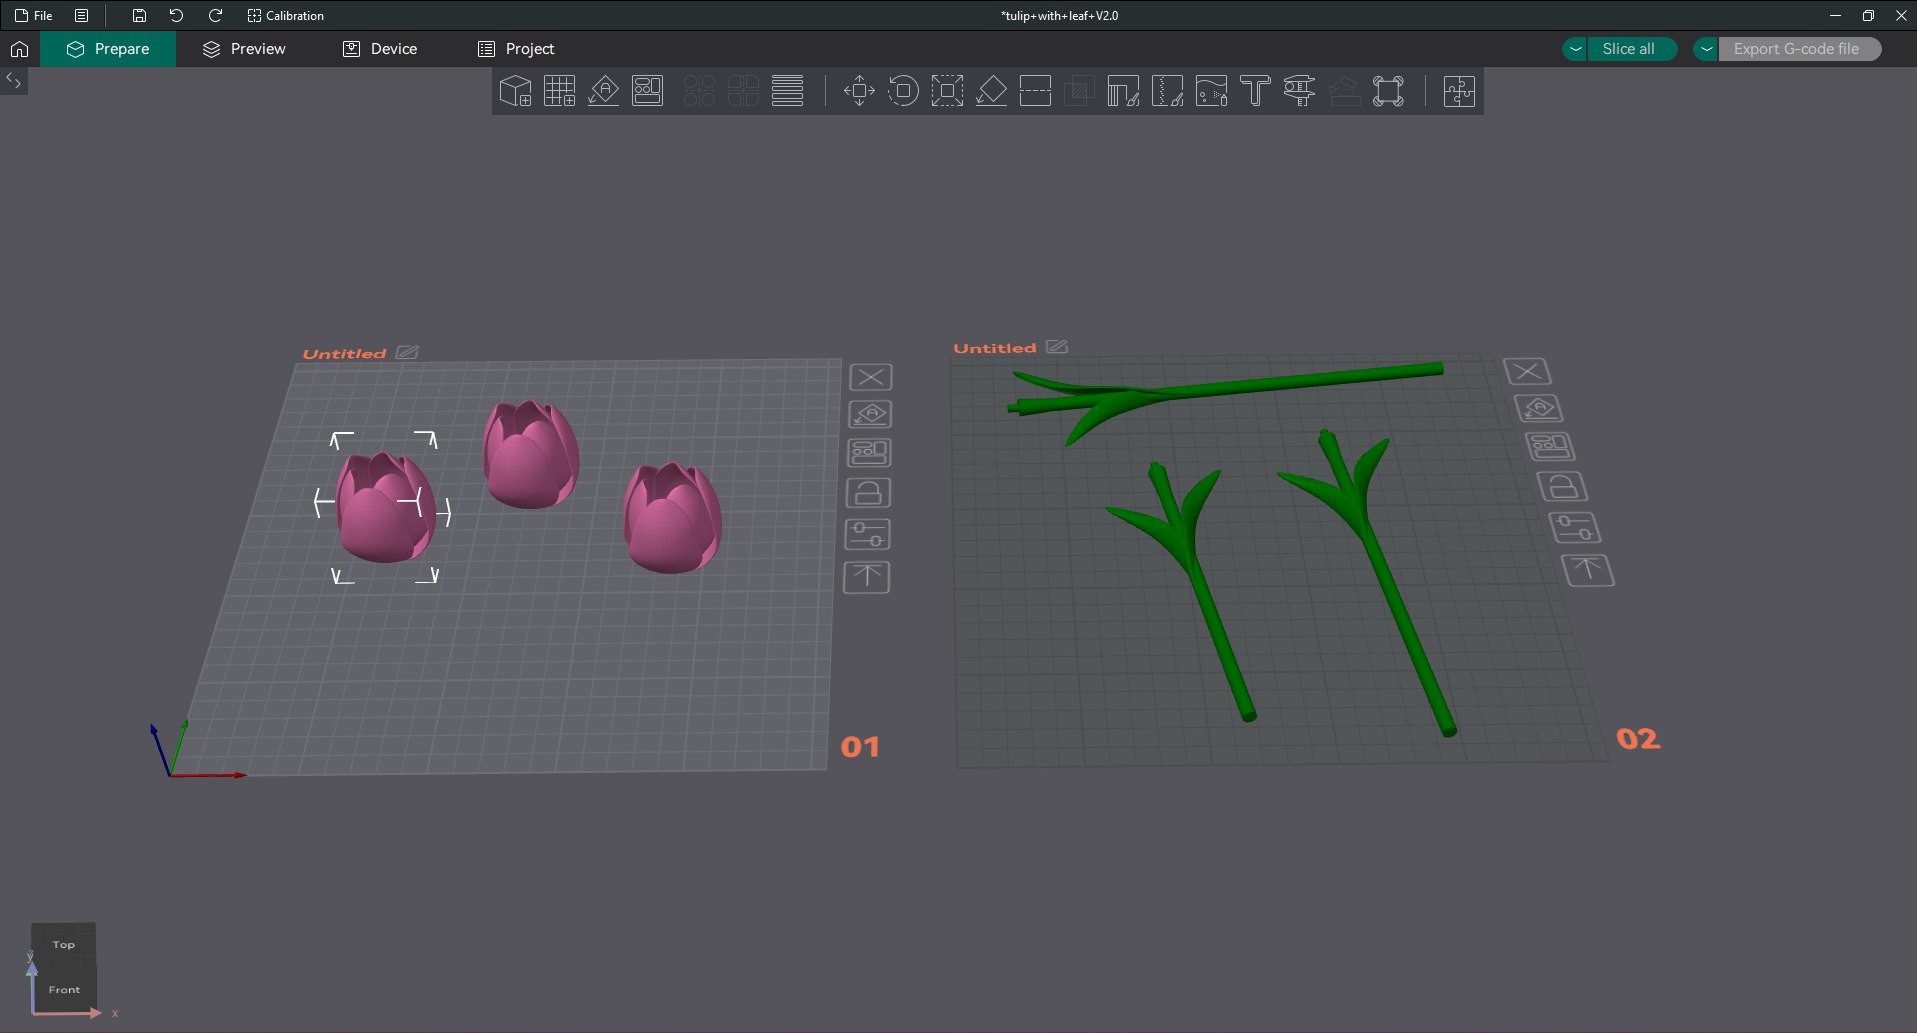 File
Calibration
*tulip+with+leaf+V2.0
Prepare
Preview
Device
Project
Slice all
Export G-code file
Untitled
Untitled
01
02
Top
Front
y
x